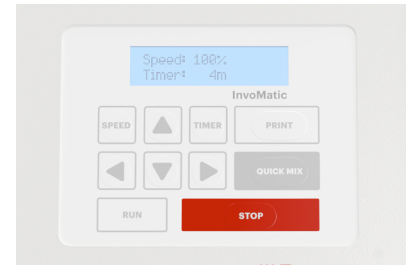 Speed: 100%
Timer: 4m
InvoMatic
SPEED
TIMER
PRINT
QUICK MIX
RUN
STOP